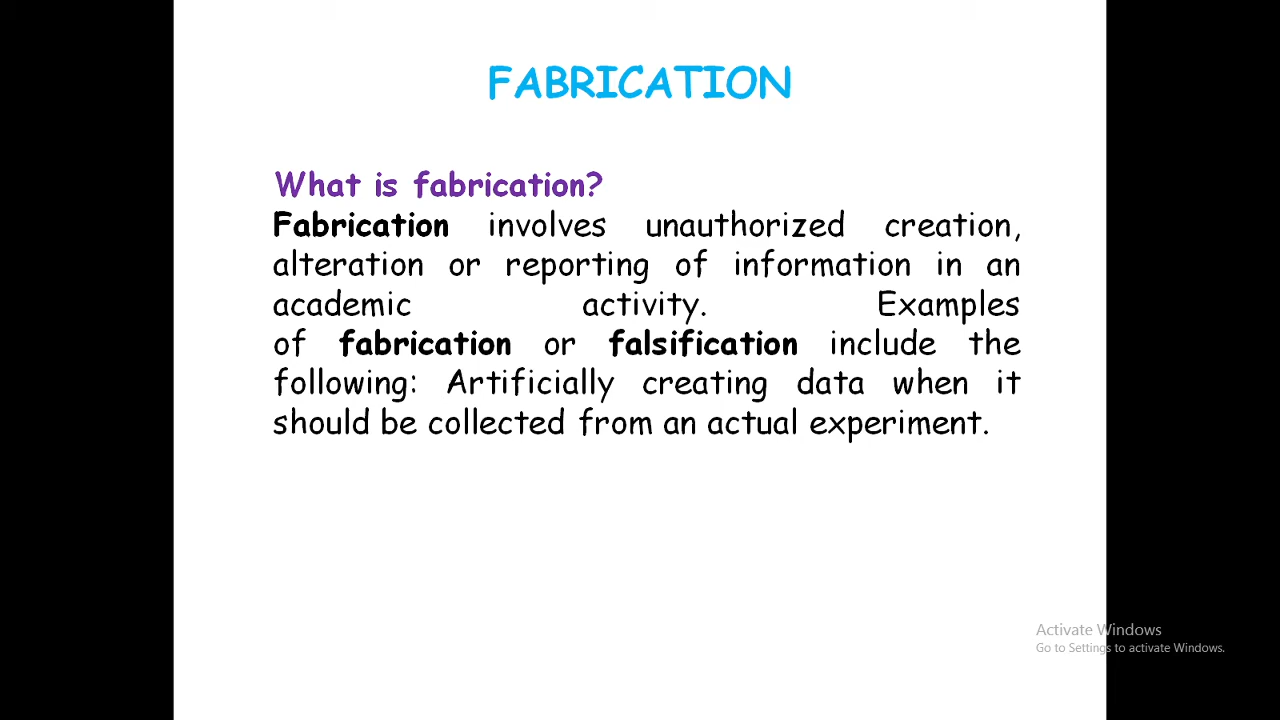 FABRICATION
What is fabrication?
Fabrication involves unauthorized creation,
alteration or reporting of information in an
academic activity. Examples
of fabrication or falsification include the
following: Artificially creating data when it
should be collected from an actual experiment.
Activate Windows
Go to Settings to activate Windows.